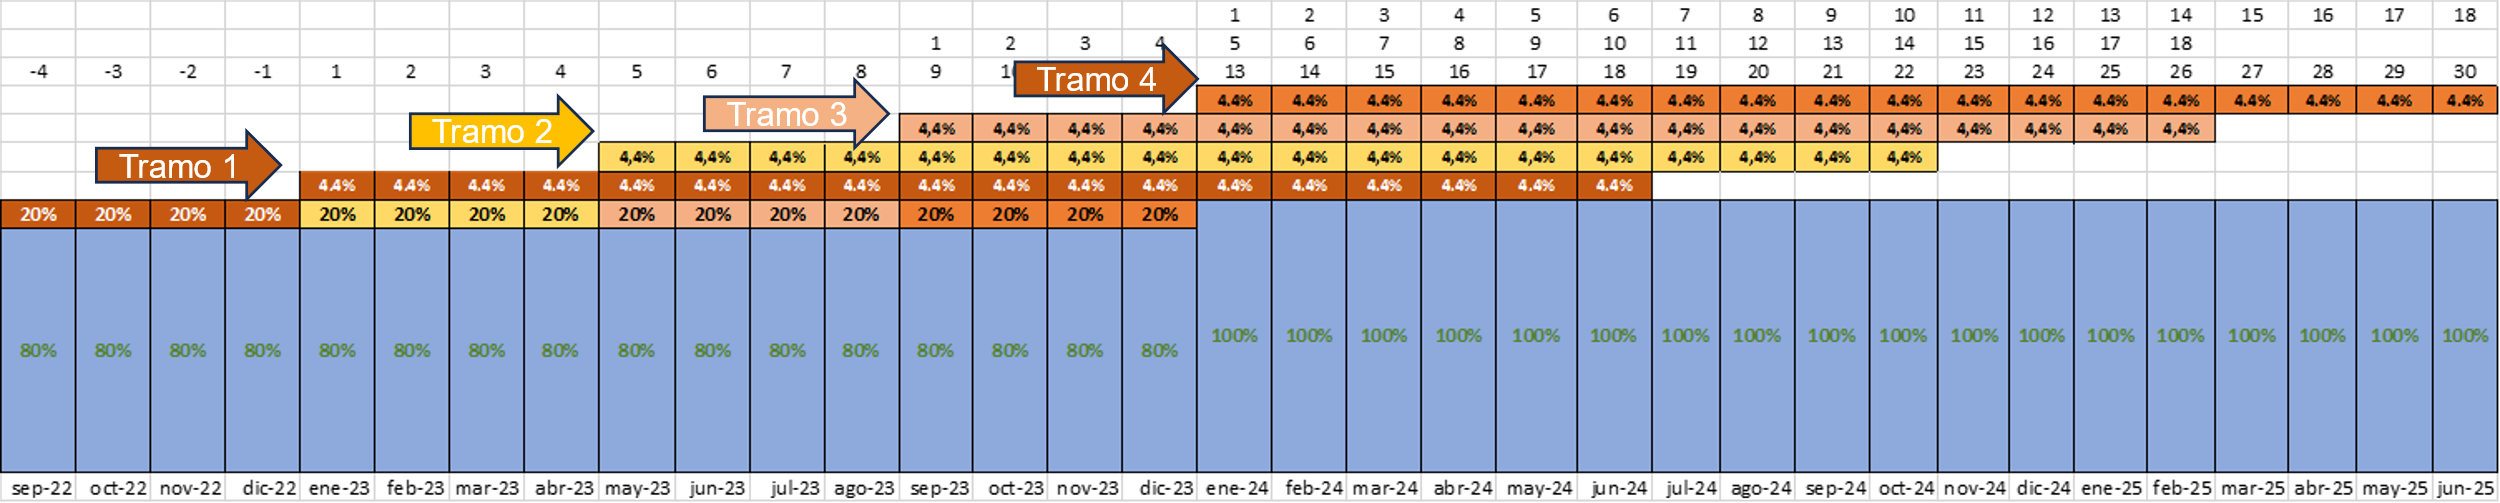 1 2 3 4 5 6 7 8 9 10 11 12 13 14 15 16 17 18
1 2 3 4 5 6 7 8 9 10 11 12 13 14 15 16 17 18
-4 -3 -2 -1 1 2 3 4 5 6 7 8 9 13 14 15 16 17 18 19 20 21 22 23 24 25 26 27 28 29 30
Tramo 4
4.4% 4.4% 4.4% 4.4% 4.4% 4.4% 4.4% 4.4% 4.4% 4.4% 4.4% 4.4% 4.4% 4.4% 4.4% 4.4% 4.4% 4.4%
Tramo 3
4,4% 4,4% 4,4% 4,4% 4,4% 4,4% 4,4% 4,4% 4,4% 4,4% 4,4% 4,4% 4,4% 4,4% 4,4% 4,4% 4,4% 4,4%
Tramo 2
4,4% 4,4% 4,4% 4,4% 4,4% 4,4% 4,4% 4,4% 4,4% 4,4% 4,4% 4,4% 4,4% 4,4% 4,4% 4,4% 4,4% 4,4%
Tramo 1
4.4% 4.4% 4.4% 4.4% 4.4% 4.4% 4.4% 4.4% 4.4% 4.4% 4.4% 4.4% 4.4% 4.4% 4.4% 4.4% 4.4% 4.4%
20% 20% 20% 20% 20% 20% 20% 20% 20% 20% 20% 20% 20% 20% 20% 20%
80% 80% 80% 80% 80% 80% 80% 80% 80% 80% 80% 80% 80% 80% 80% 80% 100% 100% 100% 100% 100% 100% 100% 100% 100% 100% 100% 100% 100% 100% 100% 100% 100% 100%
sep-22 oct-22 nov-22 dic-22 ene-23 feb-23 mar-23 abr-23 may-23 jun-23 jul-23 ago-23 sep-23 oct-23 nov-23 dic-23 ene-24 feb-24 mar-24 abr-24 may-24 jun-24 jul-24 ago-24 sep-24 oct-24 nov-24 dic-24 ene-25 feb-25 mar-25 abr-25 may-25 jun-25